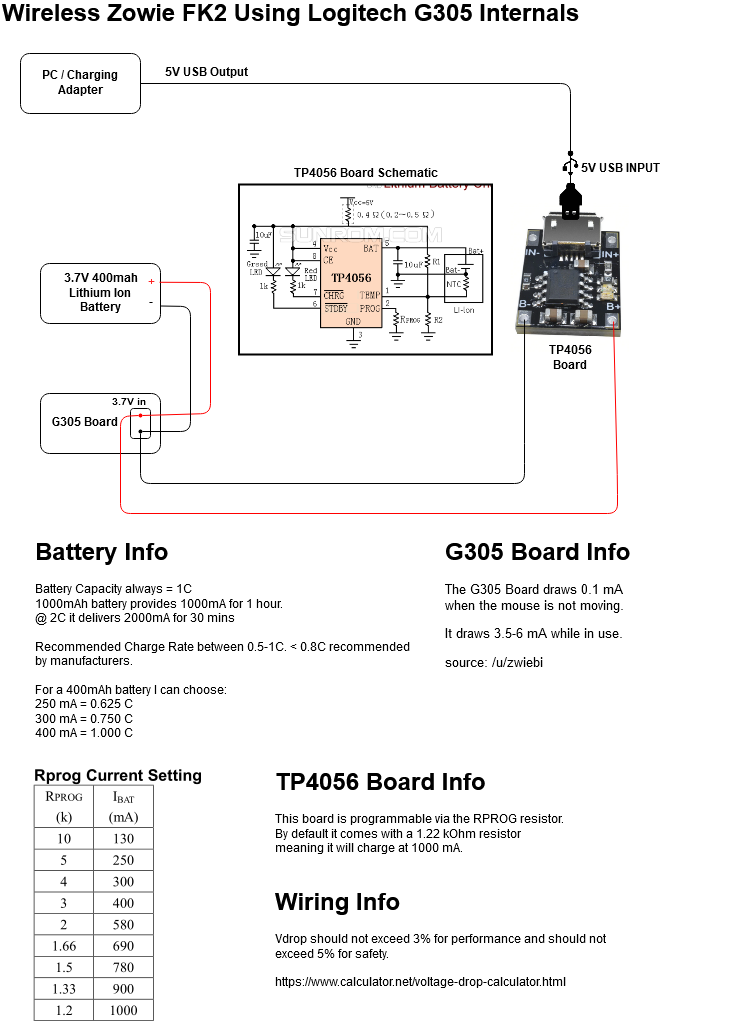 Wireless Zowie FK2 Using Logitech G305 Internals
PC / Charging
Adapter
5V USB Output
5V USB INPUT
TP4056 Board Schematic
Vcc=5V
0.4 Ω(0.2~0.5 Ω)
SUNROM.COM
10uF
Green
LED
Red
LED
1k
1k
4
8
7
6
Vcc
CE
CHRG
STDBY
TP4056
BAT
TEMP
PROG
GND
5
1
2
3
10uF
R1
Bat+
Bat-
NTC
Li-Ion
RPROG
R2
IN-
IN+
B-
B+
TP4056
Board
3.7V 400mah
Lithium Ion
Battery
+
-
3.7V in
G305 Board
Battery Info
Battery Capacity always = 1C
1000mAh battery provides 1000mA for 1 hour.
@ 2C it delivers 2000mA for 30 mins
Recommended Charge Rate between 0.5-1C. < 0.8C recommended
by manufacturers.
For a 400mAh battery I can choose:
250 mA = 0.625 C
300 mA = 0.750 C
400 mA = 1.000 C
G305 Board Info
The G305 Board draws 0.1 mA
when the mouse is not moving.
It draws 3.5-6 mA while in use.
source: /u/zwiebi
Rprog Current Setting
RPROG IBAT
(k) (mA)
10 130
5 250
4 300
3 400
2 580
1.66 690
1.5 780
1.33 900
1.2 1000
TP4056 Board Info
This board is programmable via the RPROG resistor.
By default it comes with a 1.22 kOhm resistor
meaning it will charge at 1000 mA.
Wiring Info
Vdrop should not exceed 3% for performance and should not
exceed 5% for safety.
https://www.calculator.net/voltage-drop-calculator.html